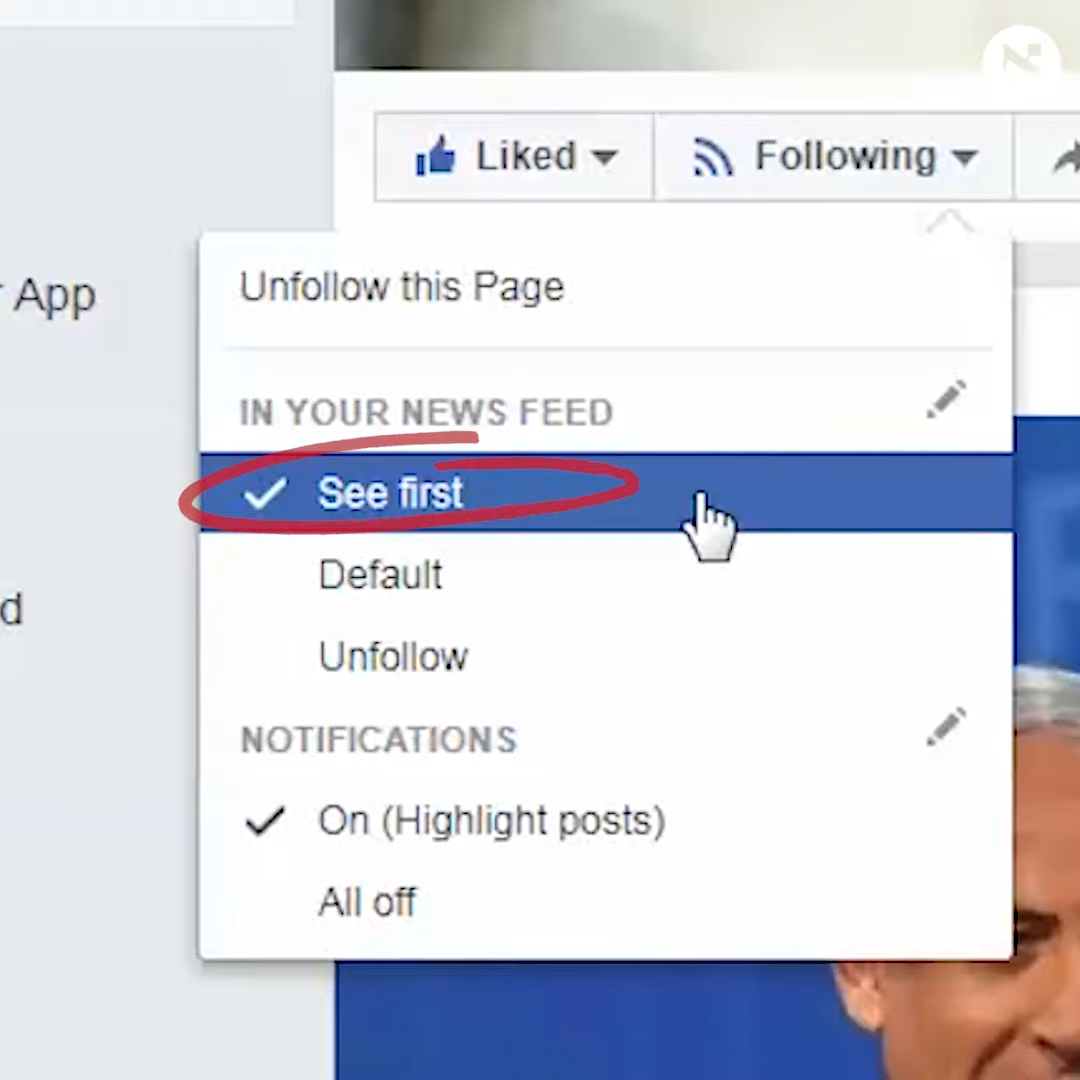 Liked
Following
Unfollow this Page
App
IN YOUR NEWS FEED
See first
Default
d
Unfollow
NOTIFICATIONS
On (Highlight posts)
All off